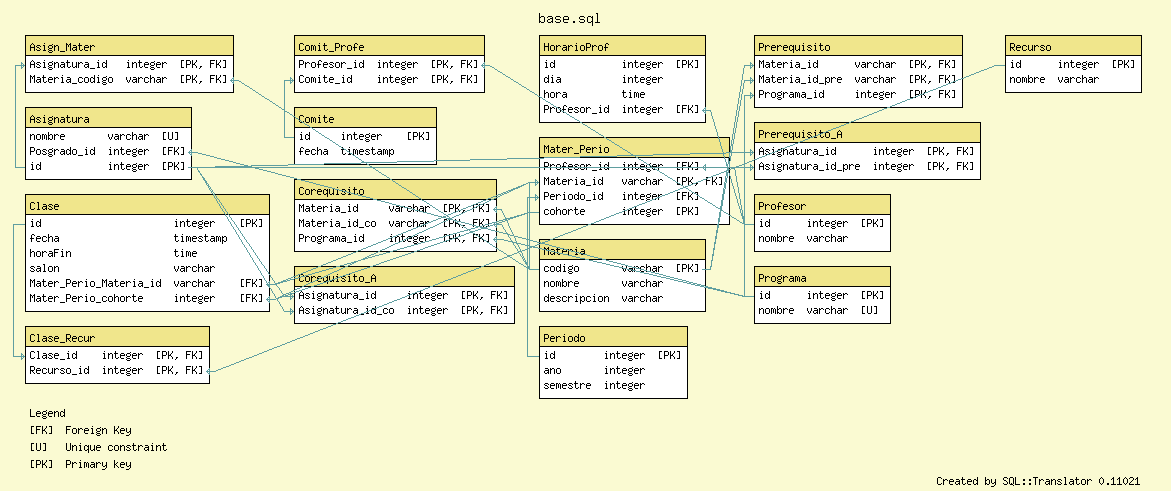 base.sql
Asign_Mater
Asignatura_id integer [PK, FK]
Materia_codigo varchar [PK, FK]
Asignatura
nombre varchar [U]
Posgrado_id integer [FK]
id integer [PK]
Clase
id integer [PK]
fecha timestamp
horaFin time
salon varchar
Mater_Perio_Materia_id varchar [FK]
Mater_Perio_cohorte integer [FK]
Clase_Recur
Clase_id integer [PK, FK]
Recurso_id integer [PK, FK]
Comit_Profe
Profesor_id integer [PK, FK]
Comite_id integer [PK, FK]
Comite
id integer [PK]
fecha timestamp
Corequisito
Materia_id varchar [PK, FK]
Materia_id_co varchar [PK, FK]
Programa_id integer [PK, FK]
Corequisito_A
Asignatura_id integer [PK, FK]
Asignatura_id_co integer [PK, FK]
HorarioProf
id integer [PK]
dia integer
hora time
Profesor_id integer [FK]
Mater_Perio
Profesor_id integer [FK]
Materia_id varchar [PK, FK]
Periodo_id integer [FK]
cohorte integer [PK]
Materia
codigo varchar [PK]
nombre varchar
descripcion varchar
Periodo
id integer [PK]
ano integer
semestre integer
Prerequisito
Materia_id varchar [PK, FK]
Materia_id_pre varchar [PK, FK]
Programa_id integer [PK, FK]
Prerequisito_A
Asignatura_id integer [PK, FK]
Asignatura_id_pre integer [PK, FK]
Profesor
id integer [PK]
nombre varchar
Programa
id integer [PK]
nombre varchar [U]
Recurso
id integer [PK]
nombre varchar
Legend
[FK] Foreign Key
[U] Unique constraint
[PK] Primary key
Created by SQL::Translator 0.11021